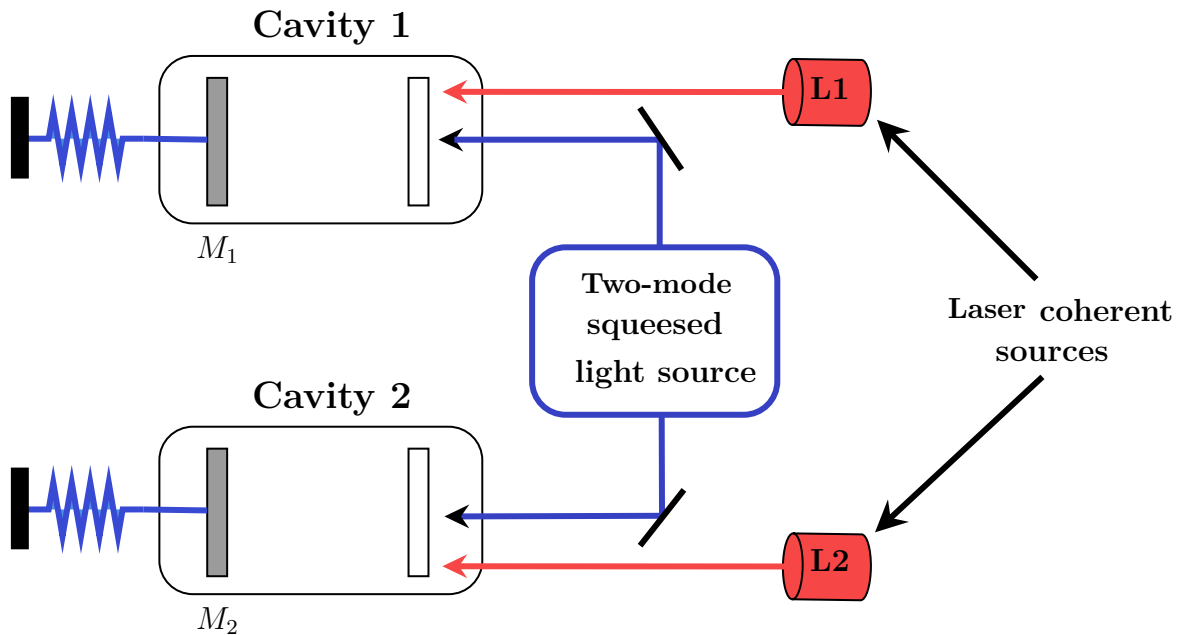 Cavity 1
L1
M₁
Two-mode
squeesed
light source
Laser coherent
sources
Cavity 2
L2
M₂